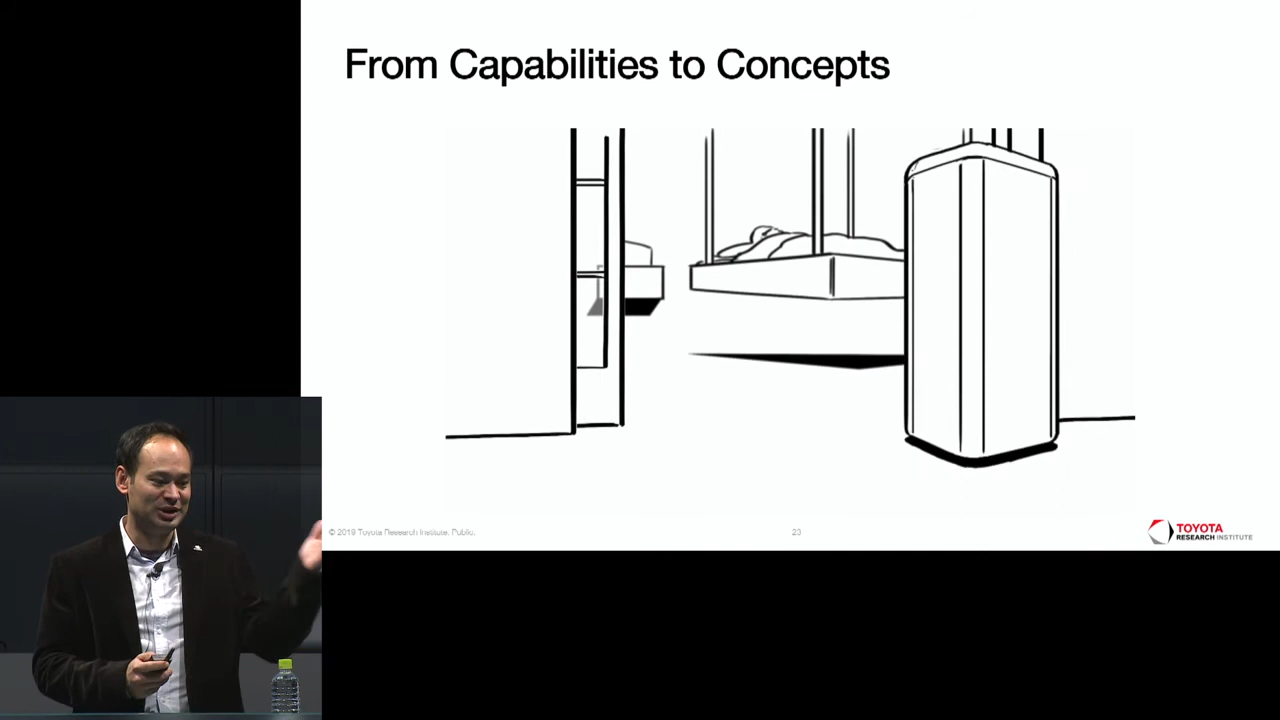 From Capabilities to Concepts
© 2019 Toyota Research Institute. Public.
23
TOYOTA
RESEARCH INSTITUTE